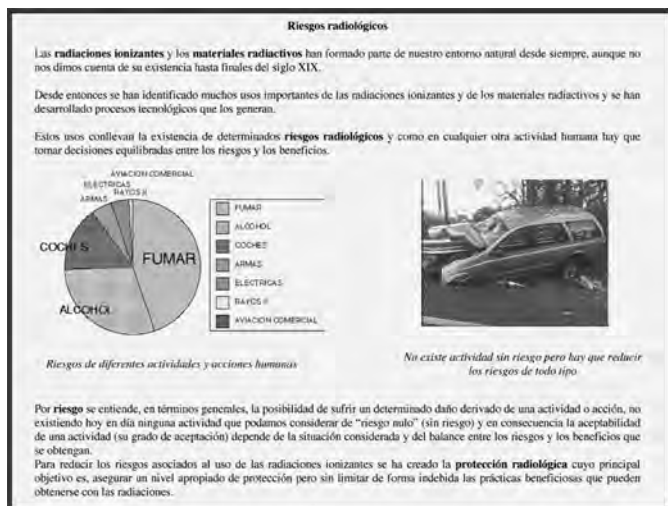 Riesgos radiológicos
Las radiaciones ionizantes y los materiales radiactivos han formado parte de nuestro entorno natural desde siempre, aunque no
nos dimos cuenta de su existencia hasta finales del siglo XIX.
Desde entonces se han identificado muchos usos importantes de las radiaciones ionizantes y de los materiales radiactivos y se han
desarrollado procesos tecnológicos que los generan.
Estos usos conllevan la existencia de determinados riesgos radiológicos y como en cualquier otra actividad humana hay que
tomar decisiones equilibradas entre los riesgos y los beneficios.
AVIACION COMERCIAL
ELECTRICAS
RAYOS X
ARMAS
COCHES
FUMAR
ALCOHOL
FUMAR
ALCOHOL
COCHES
ARMAS
ELECTRICAS
RAYOS X
AVIACION COMERCIAL
Riesgos de diferentes actividades y acciones humanas
No existe actividad sin riesgo pero hay que reducir
los riesgos de todo tipo
Por riesgo se entiende, en términos generales, la posibilidad de sufrir un determinado daño derivado de una actividad o acción, no
existiendo hoy en día ninguna actividad que podamos considerar de "riesgo nulo" (sin riesgo) y en consecuencia la aceptabilidad
de una actividad (su grado de aceptación) depende de la situación considerada y del balance entre los riesgos y los beneficios que
se obtengan.
Para reducir los riesgos asociados al uso de las radiaciones ionizantes se ha creado la protección radiológica cuyo principal
objetivo es, asegurar un nivel apropiado de protección pero sin limitar de forma indebida las prácticas beneficiosas que pueden
obtenerse con las radiaciones.